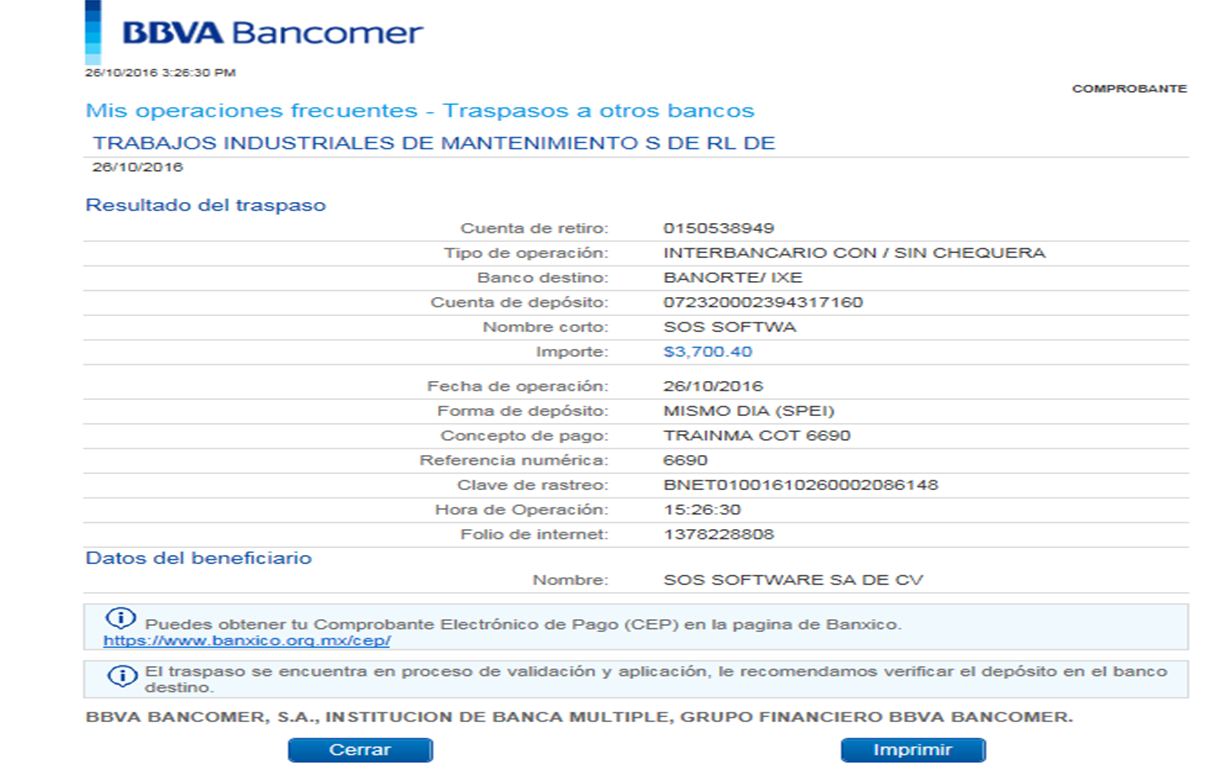 BBVA Bancomer
26/10/2016 3:26:30 PM
COMPROBANTE
Mis operaciones frecuentes - Traspasos a otros bancos
TRABAJOS INDUSTRIALES DE MANTENIMIENTO S DE RL DE
26/10/2016
Resultado del traspaso
Cuenta de retiro: 0150538949
Tipo de operación: INTERBANCARIO CON / SIN CHEQUERA
Banco destino: BANORTE/ IXE
Cuenta de depósito: 072320002394317160
Nombre corto: SOS SOFTWA
Importe: $3,700.40
Fecha de operación: 26/10/2016
Forma de depósito: MISMO DIA (SPEI)
Concepto de pago: TRAINMA COT 6690
Referencia numérica: 6690
Clave de rastreo: BNET01001610260002086148
Hora de Operación: 15:26:30
Folio de internet: 1378228808
Datos del beneficiario
Nombre: SOS SOFTWARE SA DE CV
Puedes obtener tu Comprobante Electrónico de Pago (CEP) en la pagina de Banxico.
https://www.banxico.org.mx/cep/
El traspaso se encuentra en proceso de validación y aplicación, le recomendamos verificar el depósito en el banco
destino.
BBVA BANCOMER, S.A., INSTITUCION DE BANCA MULTIPLE, GRUPO FINANCIERO BBVA BANCOMER.
Cerrar Imprimir